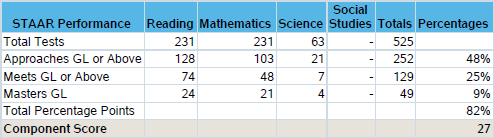 STAAR Performance Reading Mathematics Science Social Studies Totals Percentages
Total Tests 231 231 63 - 525
Approaches GL or Above 128 103 21 - 252 48%
Meets GL or Above 74 48 7 - 129 25%
Masters GL 24 21 4 - 49 9%
Total Percentage Points 82%
Component Score 27